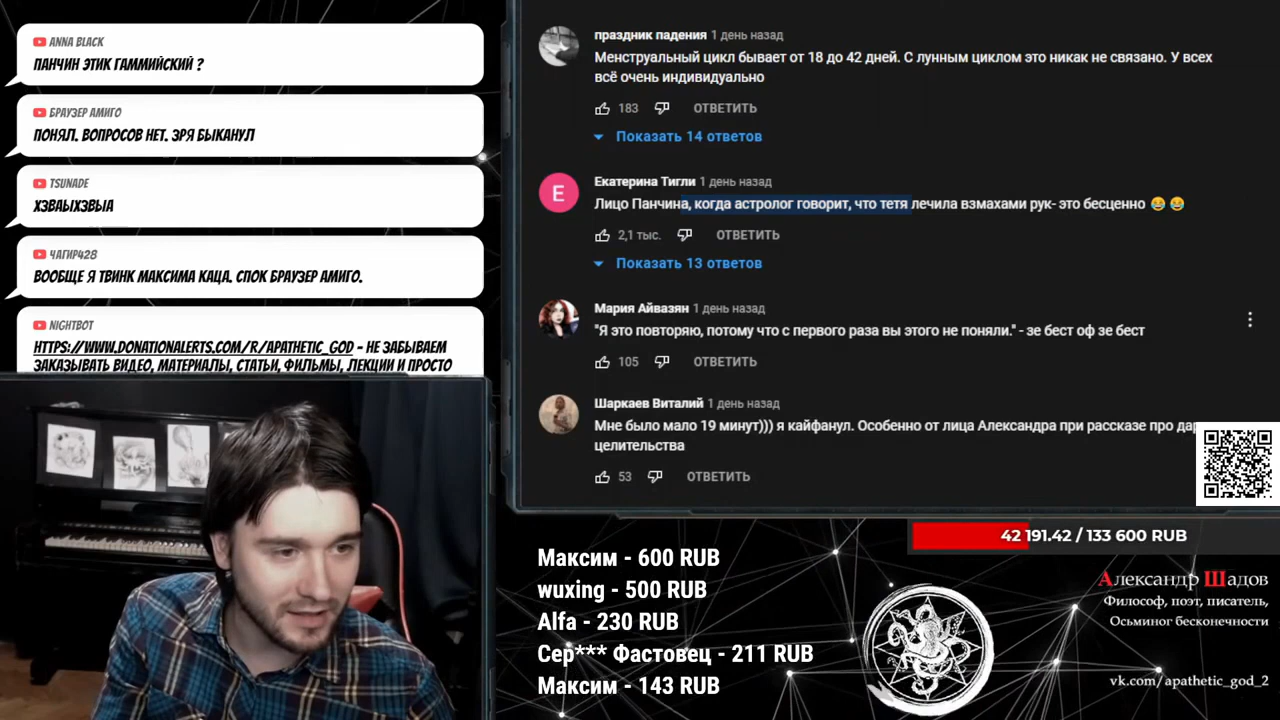 ANNA BLACK
ПАНЧИН ЭТИК ГАММИЙСКИЙ ?
БРАУЗЕР АМИГО
ПОНЯЛ. ВОПРОСОВ НЕТ. ЗРЯ БЫКАНУЛ
TSUNADE
ХЗВАЫХЗВЫА
ЧАГИР428
ВООБЩЕ Я ТВИНК МАКСИМА КАЦА. СПОК БРАУЗЕР АМИГО.
NIGHTBOT
HTTPS://WWW.DONATIONALERTS.COM/R/APATHETIC_GOD - НЕ ЗАБЫВАЕМ
ЗАКАЗЫВАТЬ ВИДЕО, МАТЕРИАЛЫ, СТАТЬИ, ФИЛЬМЫ, ЛЕКЦИИ И ПРОСТО
праздник падения 1 день назад
Менструальный цикл бывает от 18 до 42 дней. С лунным циклом это никак не связано. У всех
всё очень индивидуально
183 ОТВЕТИТЬ
Показать 14 ответов
E
Екатерина Тигли 1 день назад
Лицо Панчина, когда астролог говорит, что тетя лечила взмахами рук- это бесценно 😂 😂
2,1 тыс. ОТВЕТИТЬ
Показать 13 ответов
Мария Айвазян 1 день назад
"Я это повторяю, потому что с первого раза вы этого не поняли." - зе бест оф зе бест
105 ОТВЕТИТЬ
Шаркаев Виталий 1 день назад
Мне было мало 19 минут))) я кайфанул. Особенно от лица Александра при рассказе про дар
целительства
53 ОТВЕТИТЬ
42 191.42 / 133 600 RUB
Максим - 600 RUB
wuxing - 500 RUB
Alfa - 230 RUB
Сер*** Фастовец - 211 RUB
Максим - 143 RUB
Александр Шадов
Философ, поэт, писатель,
Осьминог бесконечности
vk.com/apathetic_god_2